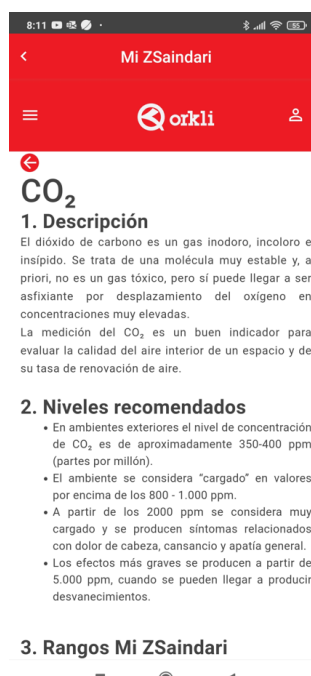 8:11
55
Mi ZSaindari
orkli
CO₂
1. Descripción
El dióxido de carbono es un gas inodoro, incoloro e
insípido. Se trata de una molécula muy estable y, a
priori, no es un gas tóxico, pero sí puede llegar a ser
asfixiante por desplazamiento del oxígeno en
concentraciones muy elevadas.
La medición del CO₂ es un buen indicador para
evaluar la calidad del aire interior de un espacio y de
su tasa de renovación de aire.
2. Niveles recomendados
• En ambientes exteriores el nivel de concentración
de CO₂ es de aproximadamente 350-400 ppm
(partes por millón).
• El ambiente se considera “cargado” en valores
por encima de los 800 - 1.000 ppm.
• A partir de los 2000 ppm se considera muy
cargado y se producen síntomas relacionados
con dolor de cabeza, cansancio y apatía general.
• Los efectos más graves se producen a partir de
5.000 ppm, cuando se pueden llegar a producir
desvanecimientos.
3. Rangos Mi ZSaindari